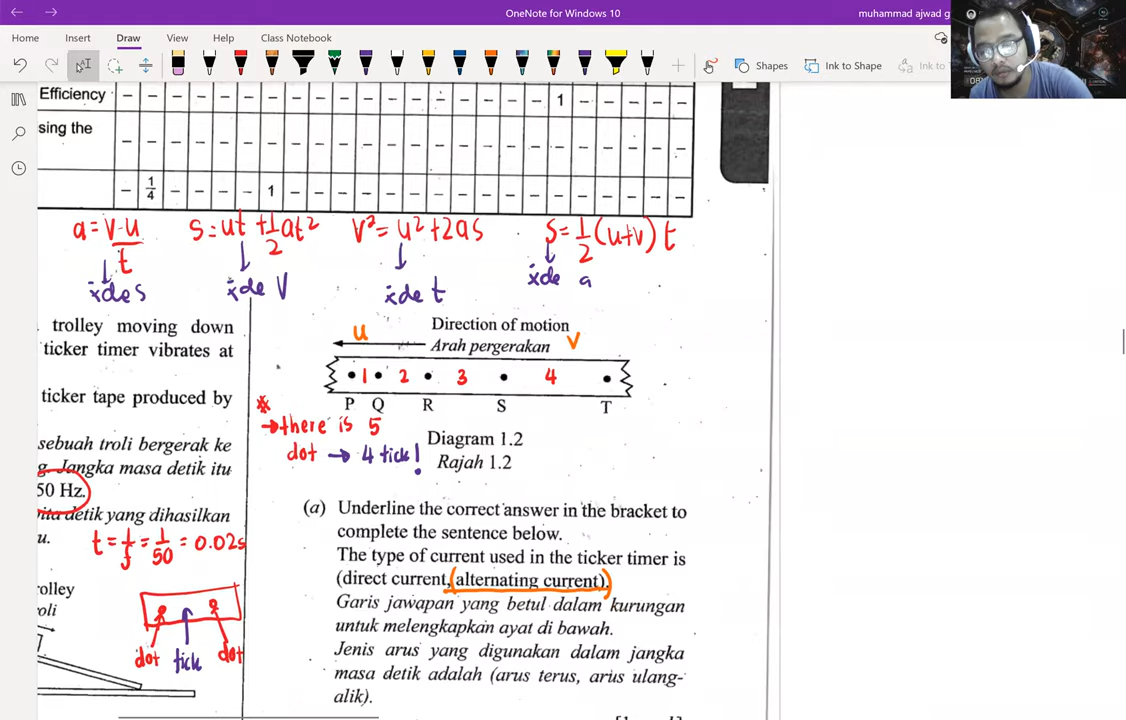 OneNote for Windows 10
muhammad ajwad g
Home Insert Draw View Help Class Notebook
Shapes Ink to Shape Ink to
Efficiency - - - - - - - - - - - - - - - - - - 1 - - - - -
sing the - - - - - - - - - - - - - - - - - - - - - - - -
- 1/4 - - - - 1 - - - - - - - - - - - - - - - - -
a = v-u/t s = ut + 1/2 at² v² = u² + 2as s = 1/2 (u+v) t
xde s xde v xde t xde a
trolley moving down
ticker timer vibrates at
ticker tape produced by
sebuah troli bergerak ke
g. Jangka masa detik itu
50 Hz.
nita detik yang dihasilkan
u.
t = 1/f = 1/50 = 0.02s
rolley
oli
dot tick dot
u Direction of motion v
Arah pergerakan
1 2 3 4
P Q R S T
* → there is 5
dot → 4 tick!
Diagram 1.2
Rajah 1.2
(a) Underline the correct answer in the bracket to
complete the sentence below.
The type of current used in the ticker timer is
(direct current, (alternating current).
Garis jawapan yang betul dalam kurungan
untuk melengkapkan ayat di bawah.
Jenis arus yang digunakan dalam jangka
masa detik adalah (arus terus, arus ulang-
alik).